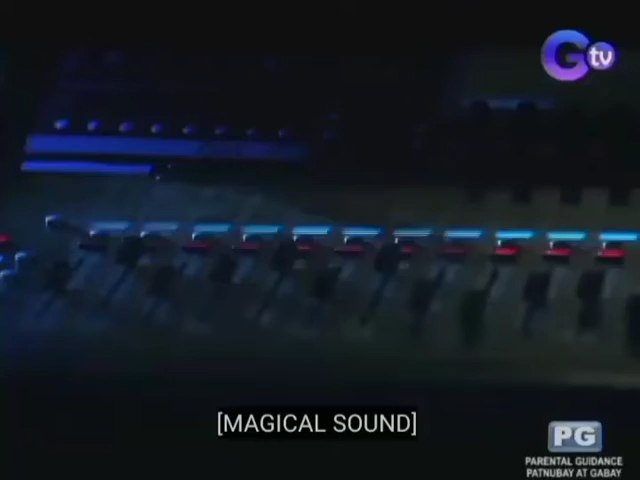 Gtv
[MAGICAL SOUND]
PG
PARENTAL GUIDANCE
PATNUBAY AT GABAY